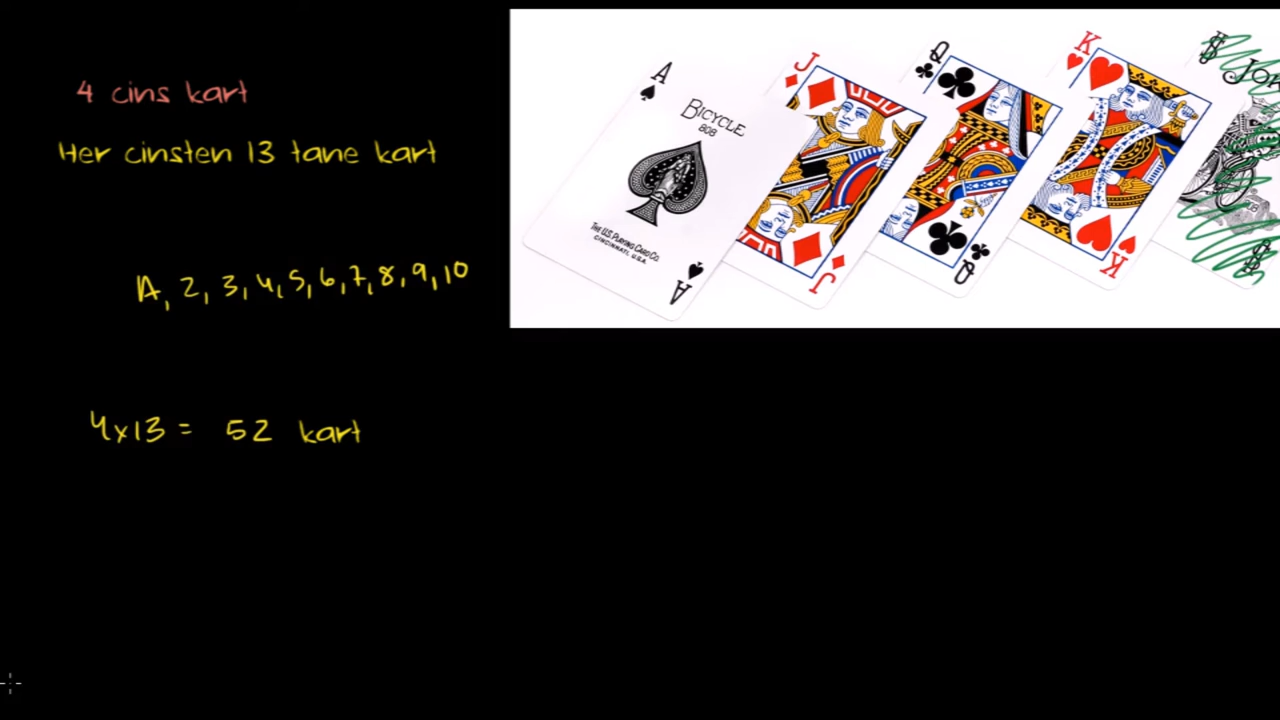 4 cins kart
Her cinsten 13 tane kart
A, 2, 3, 4, 5, 6, 7, 8, 9, 10
4x13 = 52 kart
A
BICYCLE
808
THE U.S. PLAYING CARD CO.
CINCINNATI, U.S.A.
A
J
J
Q
Q
K
K